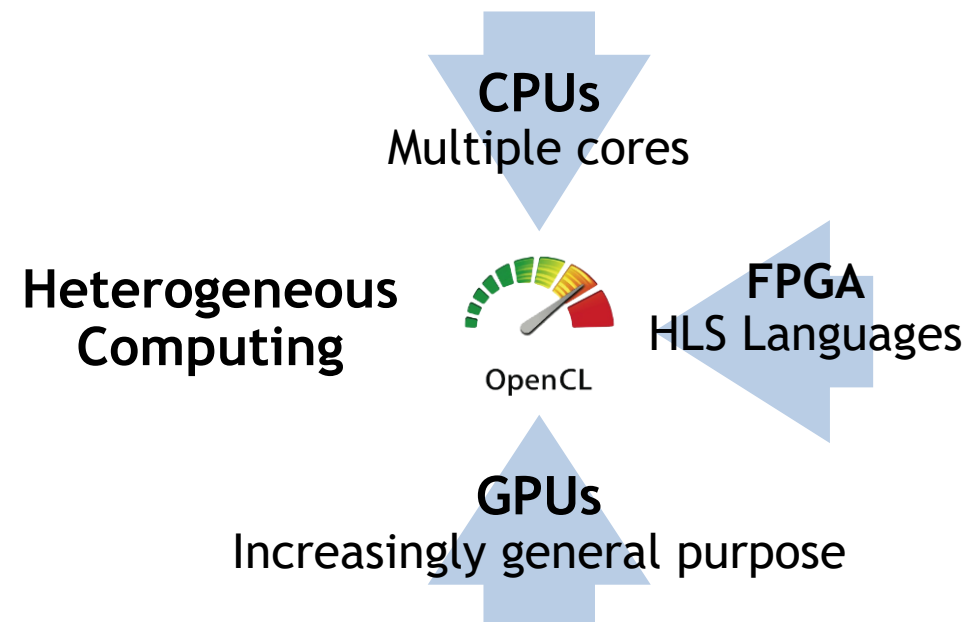 CPUs
Multiple cores
Heterogeneous
Computing
OpenCL
FPGA
HLS Languages
GPUs
Increasingly general purpose